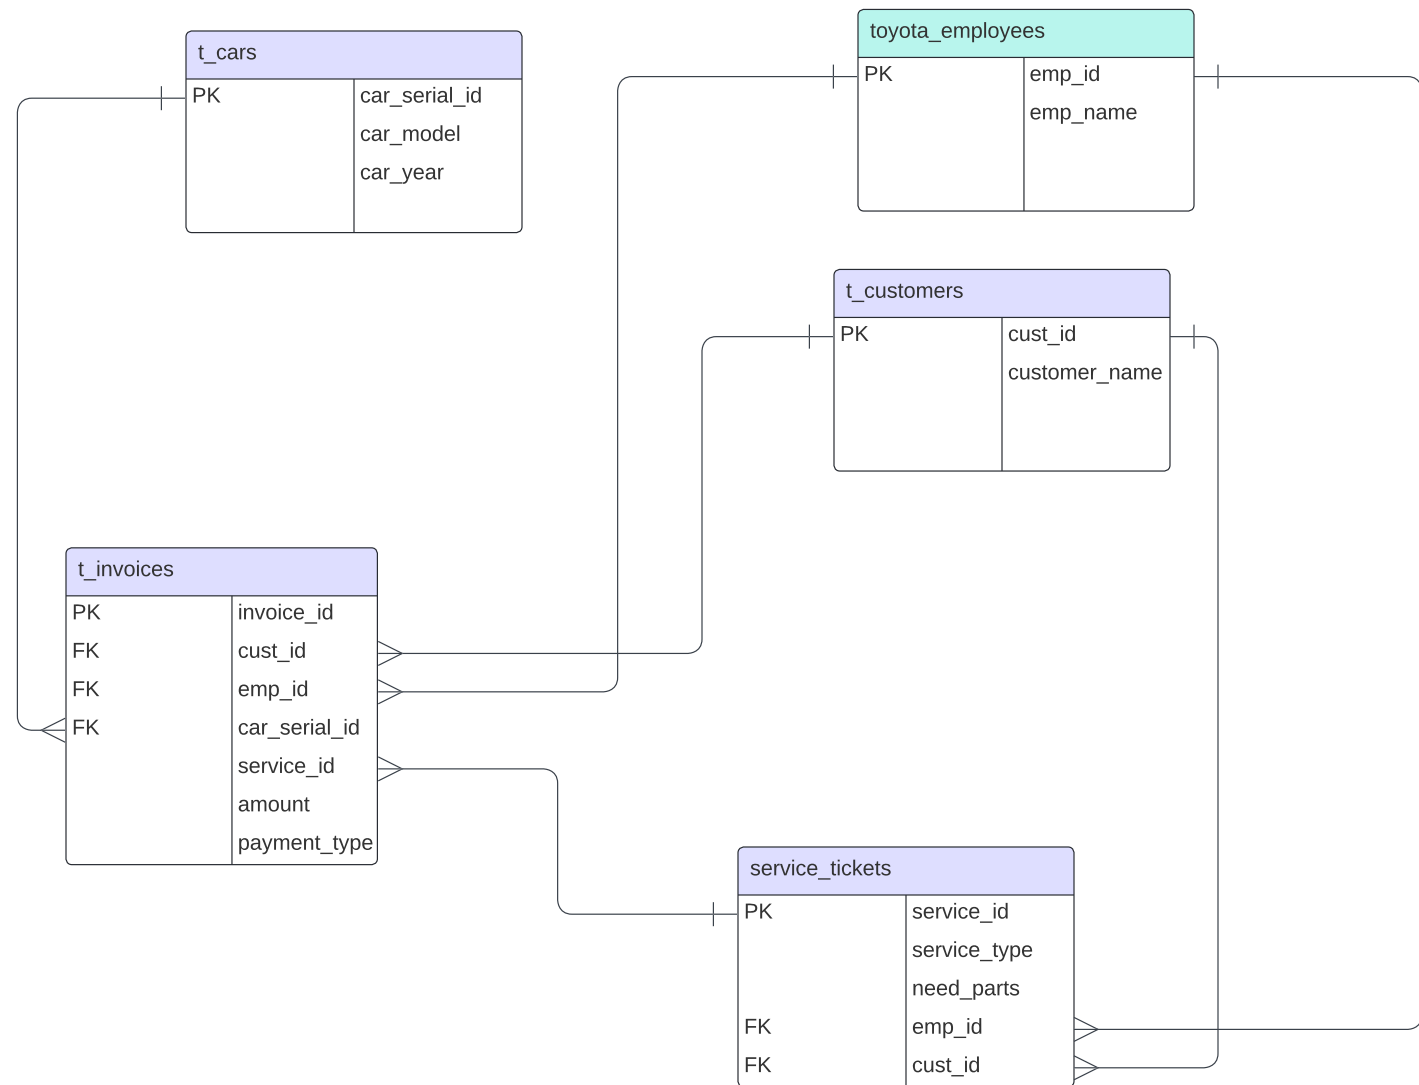 t_cars
PK car_serial_id
car_model
car_year
toyota_employees
PK emp_id
emp_name
t_customers
PK cust_id
customer_name
t_invoices
PK invoice_id
FK cust_id
FK emp_id
FK car_serial_id
service_id
amount
payment_type
service_tickets
PK service_id
service_type
need_parts
FK emp_id
FK cust_id